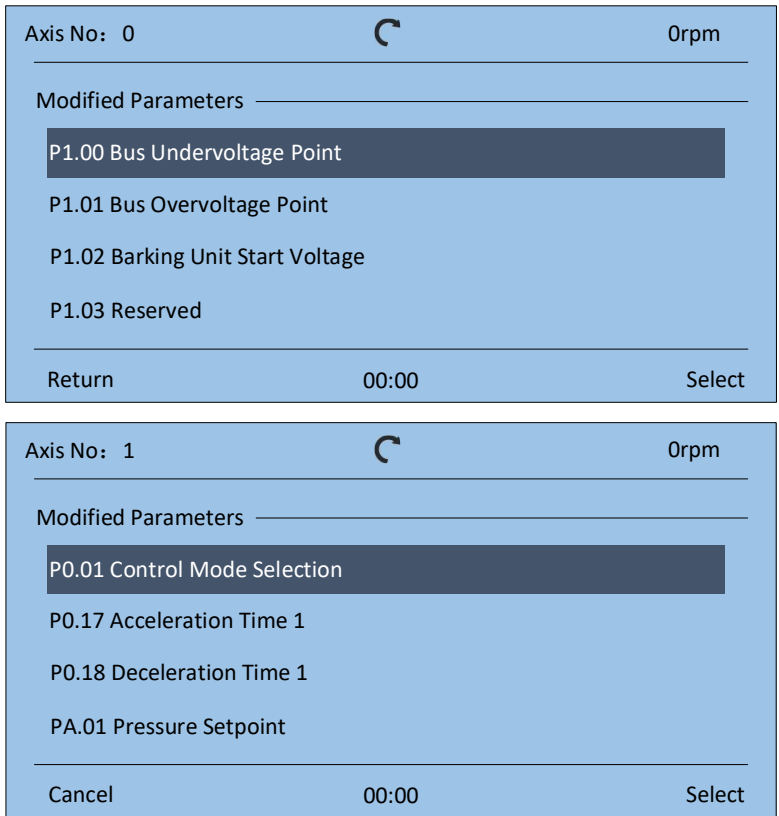 Axis No：0 0rpm
Modified Parameters
P1.00 Bus Undervoltage Point
P1.01 Bus Overvoltage Point
P1.02 Barking Unit Start Voltage
P1.03 Reserved
Return 00:00 Select
Axis No：1 0rpm
Modified Parameters
P0.01 Control Mode Selection
P0.17 Acceleration Time 1
P0.18 Deceleration Time 1
PA.01 Pressure Setpoint
Cancel 00:00 Select